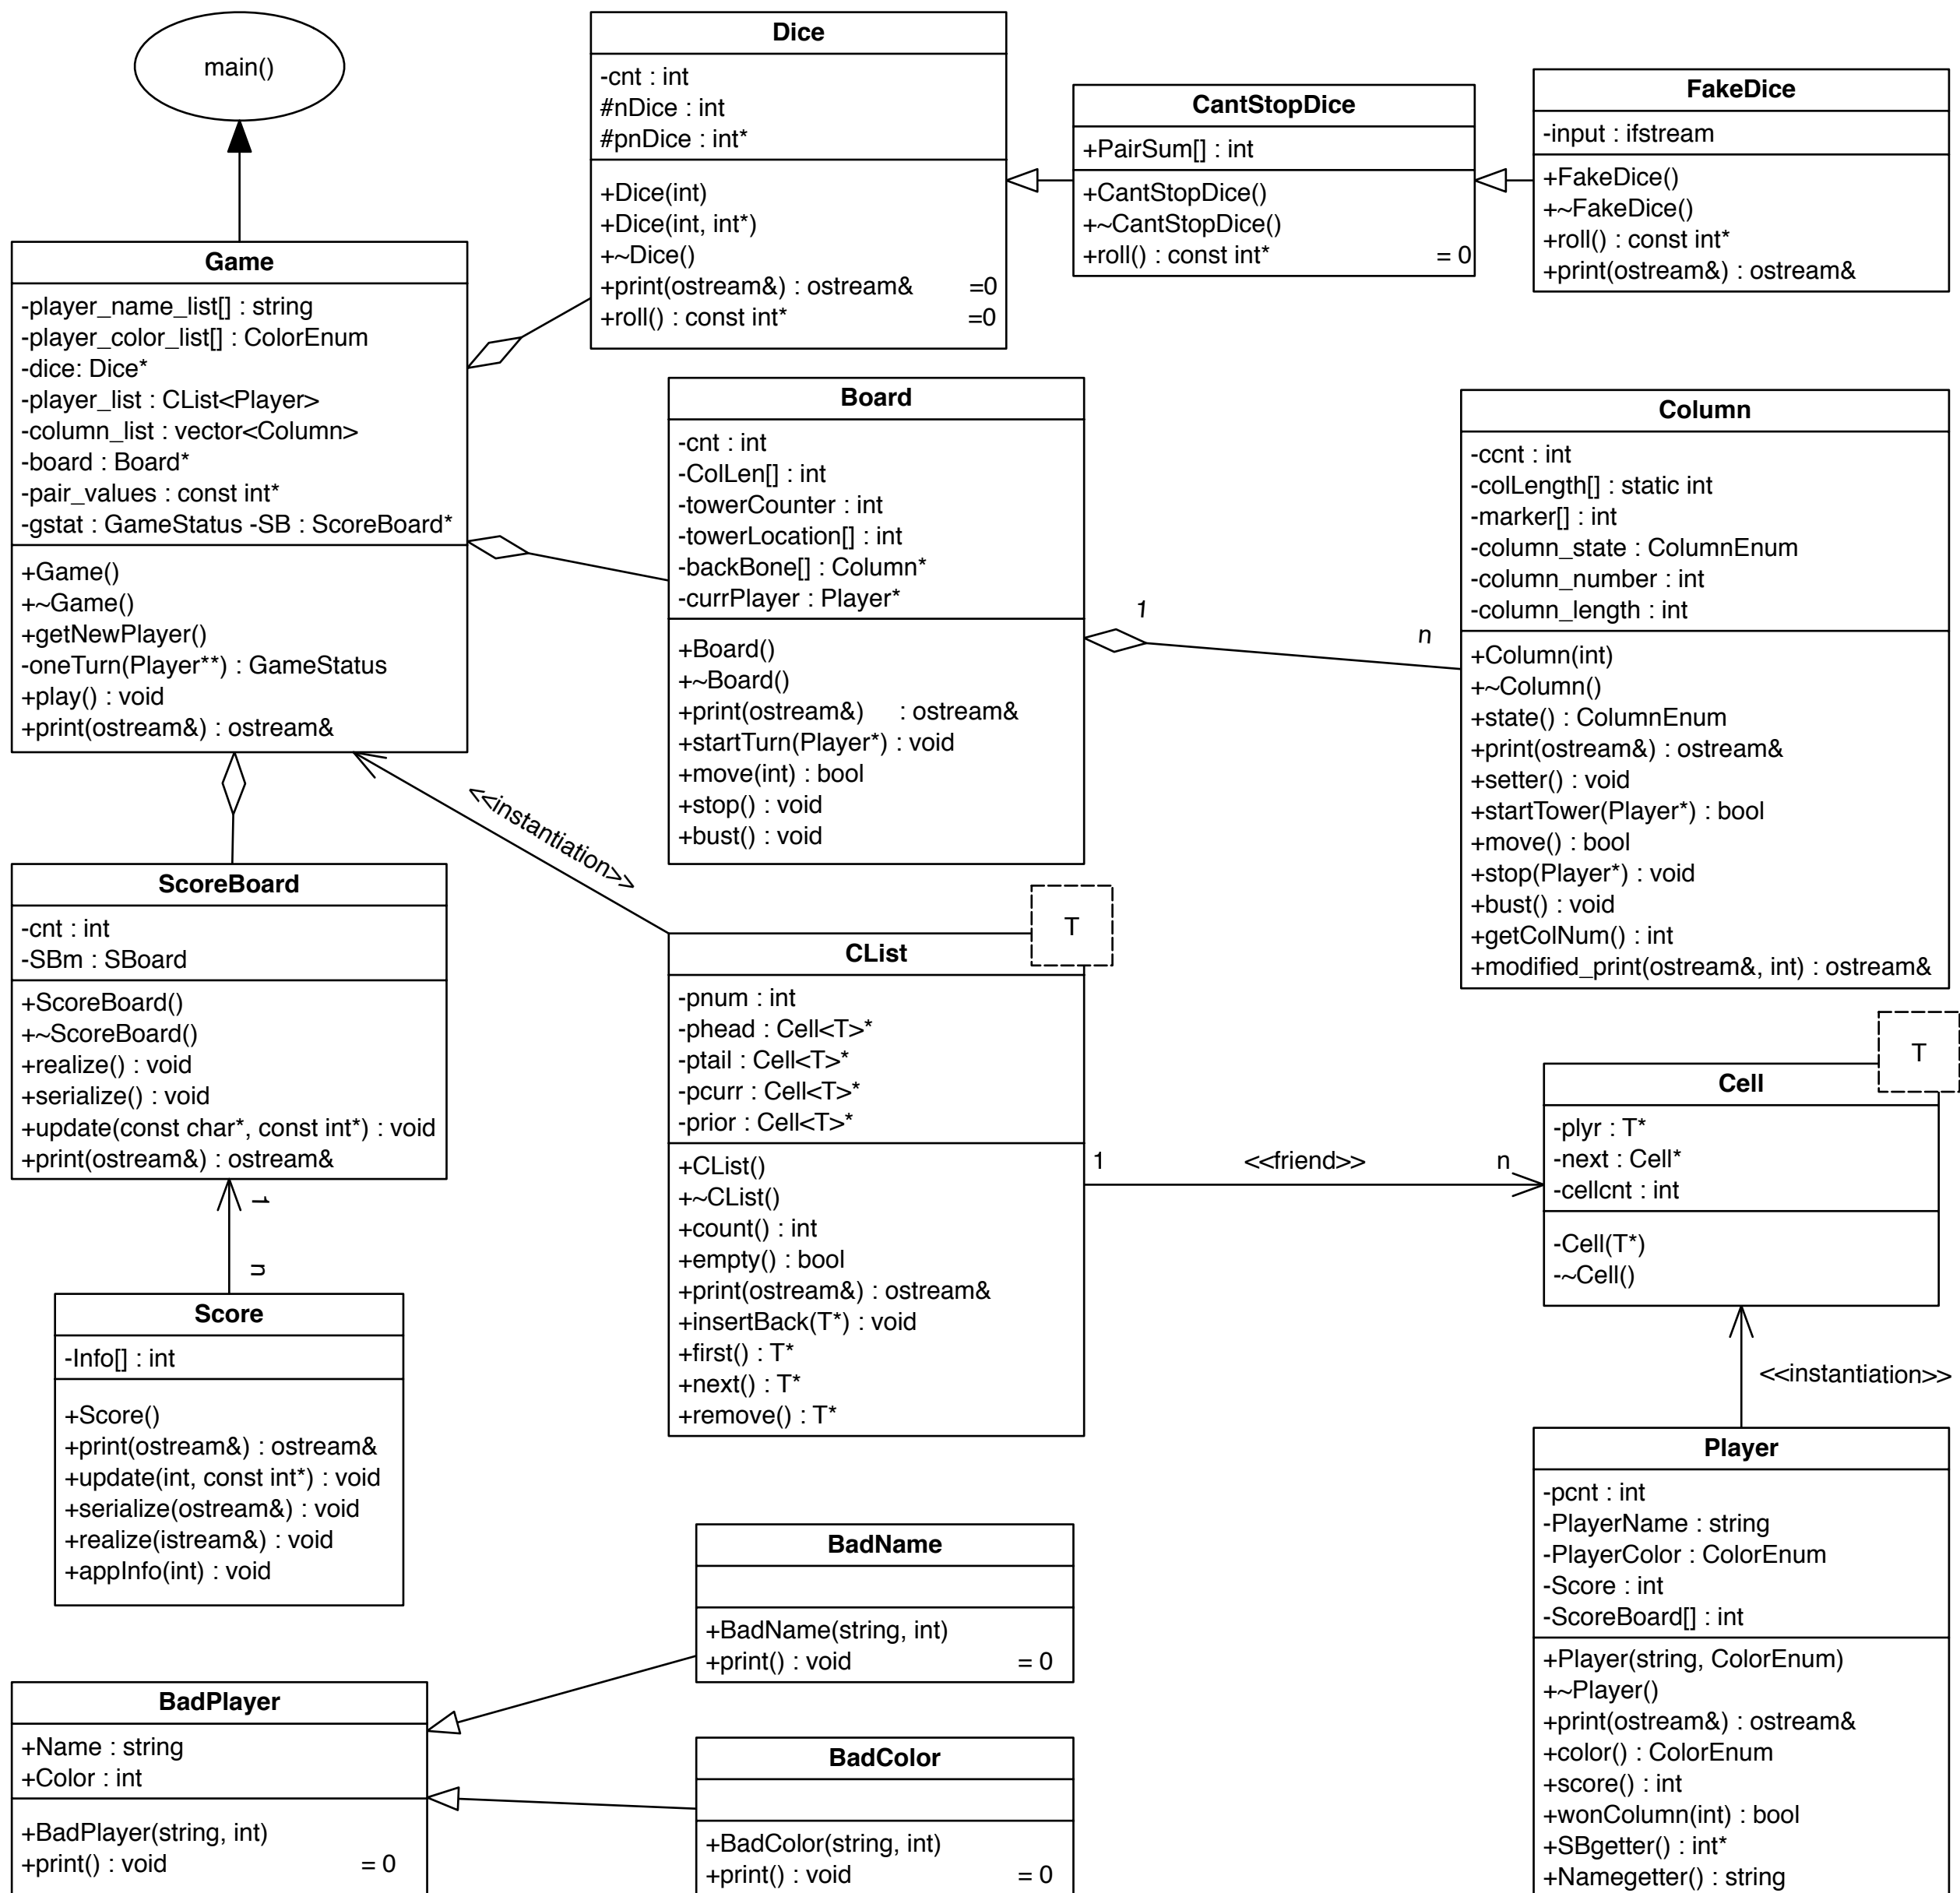 main()
Game
-player_name_list[] : string
-player_color_list[] : ColorEnum
-dice: Dice*
-player_list : CList<Player>
-column_list : vector<Column>
-board : Board*
-pair_values : const int*
-gstat : GameStatus -SB : ScoreBoard*
+Game()
+~Game()
+getNewPlayer()
-oneTurn(Player**) : GameStatus
+play() : void
+print(ostream&) : ostream&
Dice
-cnt : int
#nDice : int
#pnDice : int*
+Dice(int)
+Dice(int, int*)
+~Dice()
+print(ostream&) : ostream& =0
+roll() : const int* =0
CantStopDice
+PairSum[] : int
+CantStopDice()
+~CantStopDice()
+roll() : const int* = 0
FakeDice
-input : ifstream
+FakeDice()
+~FakeDice()
+roll() : const int*
+print(ostream&) : ostream&
Board
-cnt : int
-ColLen[] : int
-towerCounter : int
-towerLocation[] : int
-backBone[] : Column*
-currPlayer : Player*
+Board()
+~Board()
+print(ostream&) : ostream&
+startTurn(Player*) : void
+move(int) : bool
+stop() : void
+bust() : void
1
n
Column
-ccnt : int
-colLength[] : static int
-marker[] : int
-column_state : ColumnEnum
-column_number : int
-column_length : int
+Column(int)
+~Column()
+state() : ColumnEnum
+print(ostream&) : ostream&
+setter() : void
+startTower(Player*) : bool
+move() : bool
+stop(Player*) : void
+bust() : void
+getColNum() : int
+modified_print(ostream&, int) : ostream&
<<instantiation>>
ScoreBoard
-cnt : int
-SBm : SBoard
+ScoreBoard()
+~ScoreBoard()
+realize() : void
+serialize() : void
+update(const char*, const int*) : void
+print(ostream&) : ostream&
1
n
Score
-Info[] : int
+Score()
+print(ostream&) : ostream&
+update(int, const int*) : void
+serialize(ostream&) : void
+realize(istream&) : void
+appInfo(int) : void
T
CList
-pnum : int
-phead : Cell<T>*
-ptail : Cell<T>*
-pcurr : Cell<T>*
-prior : Cell<T>*
+CList()
+~CList()
+count() : int
+empty() : bool
+print(ostream&) : ostream&
+insertBack(T*) : void
+first() : T*
+next() : T*
+remove() : T*
1 <<friend>> n
T
Cell
-plyr : T*
-next : Cell*
-cellcnt : int
-Cell(T*)
-~Cell()
<<instantiation>>
Player
-pcnt : int
-PlayerName : string
-PlayerColor : ColorEnum
-Score : int
-ScoreBoard[] : int
+Player(string, ColorEnum)
+~Player()
+print(ostream&) : ostream&
+color() : ColorEnum
+score() : int
+wonColumn(int) : bool
+SBgetter() : int*
+Namegetter() : string
BadName
+BadName(string, int)
+print() : void = 0
BadPlayer
+Name : string
+Color : int
+BadPlayer(string, int)
+print() : void = 0
BadColor
+BadColor(string, int)
+print() : void = 0